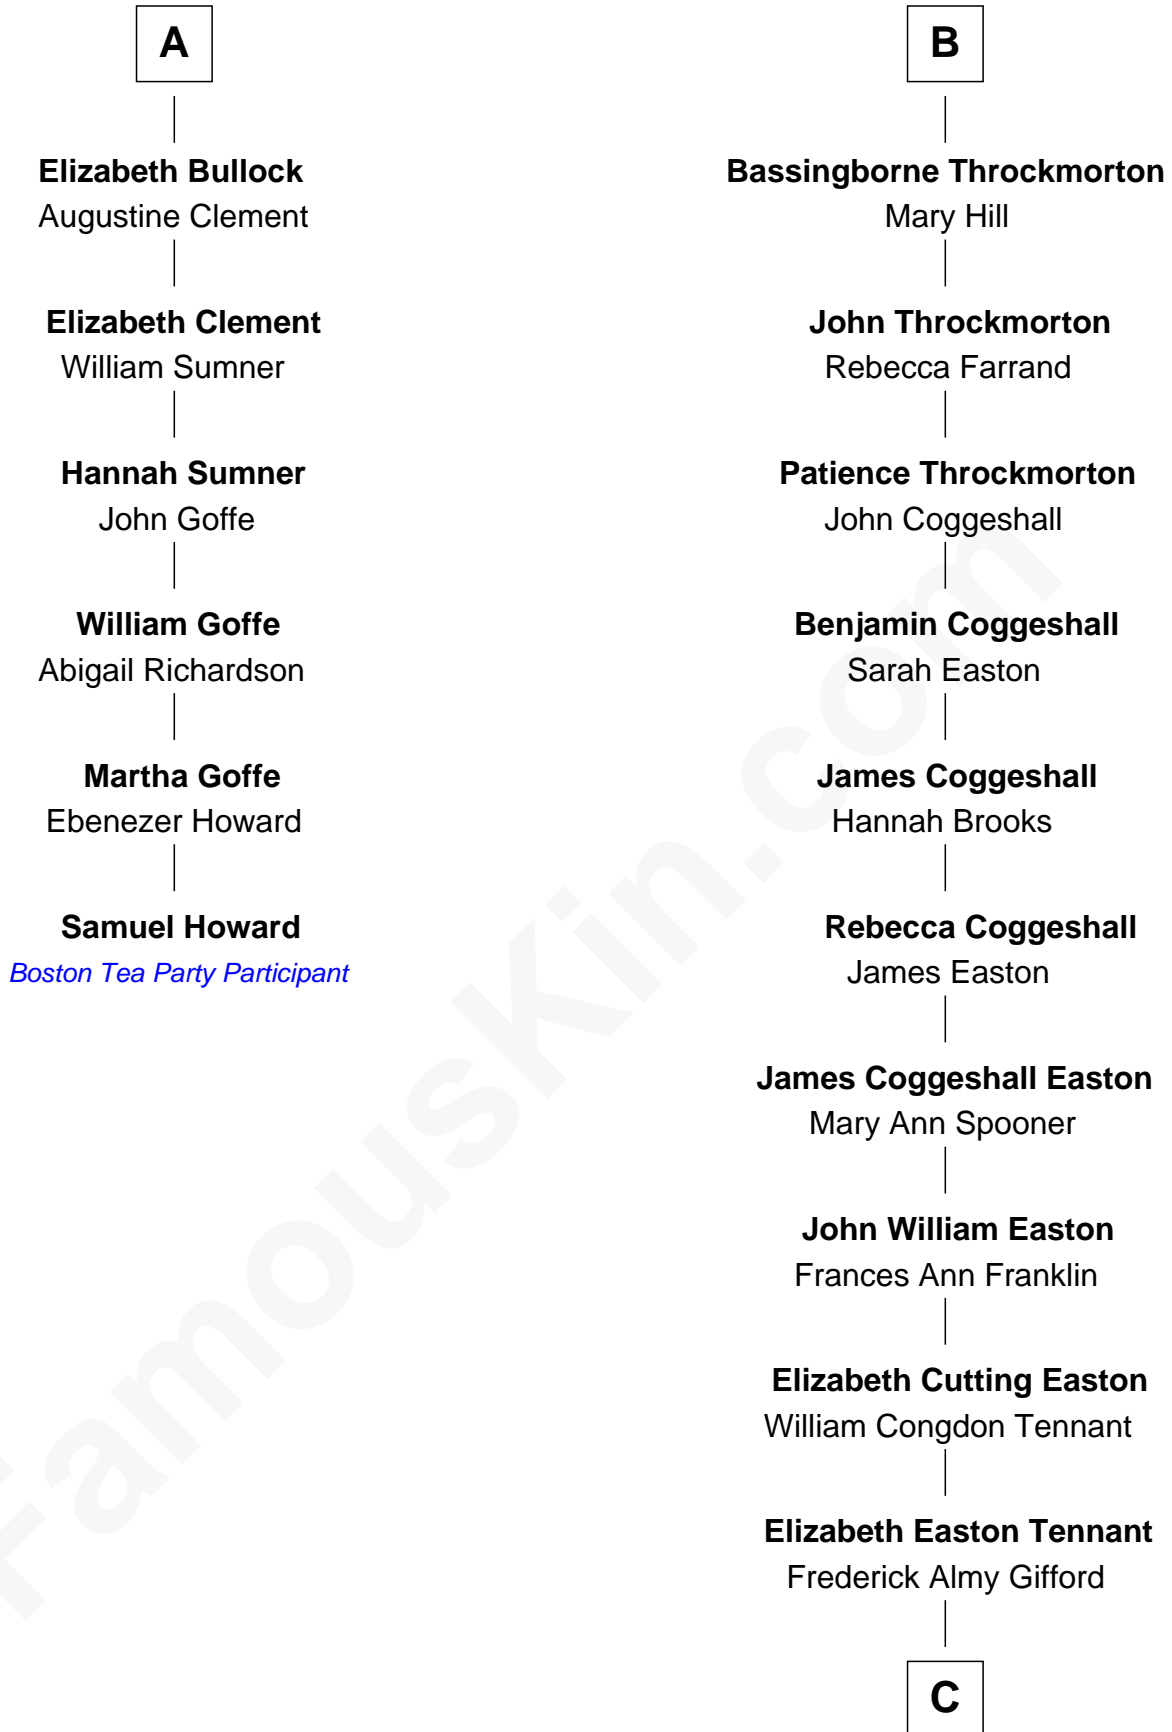 A
Elizabeth Bullock
Augustine Clement
Elizabeth Clement
William Sumner
Hannah Sumner
John Goffe
William Goffe
Abigail Richardson
Martha Goffe
Ebenezer Howard
Samuel Howard
Boston Tea Party Participant
B
Bassingborne Throckmorton
Mary Hill
John Throckmorton
Rebecca Farrand
Patience Throckmorton
John Coggeshall
Benjamin Coggeshall
Sarah Easton
James Coggeshall
Hannah Brooks
Rebecca Coggeshall
James Easton
James Coggeshall Easton
Mary Ann Spooner
John William Easton
Frances Ann Franklin
Elizabeth Cutting Easton
William Congdon Tennant
Elizabeth Easton Tennant
Frederick Almy Gifford
C
FamousKin.com